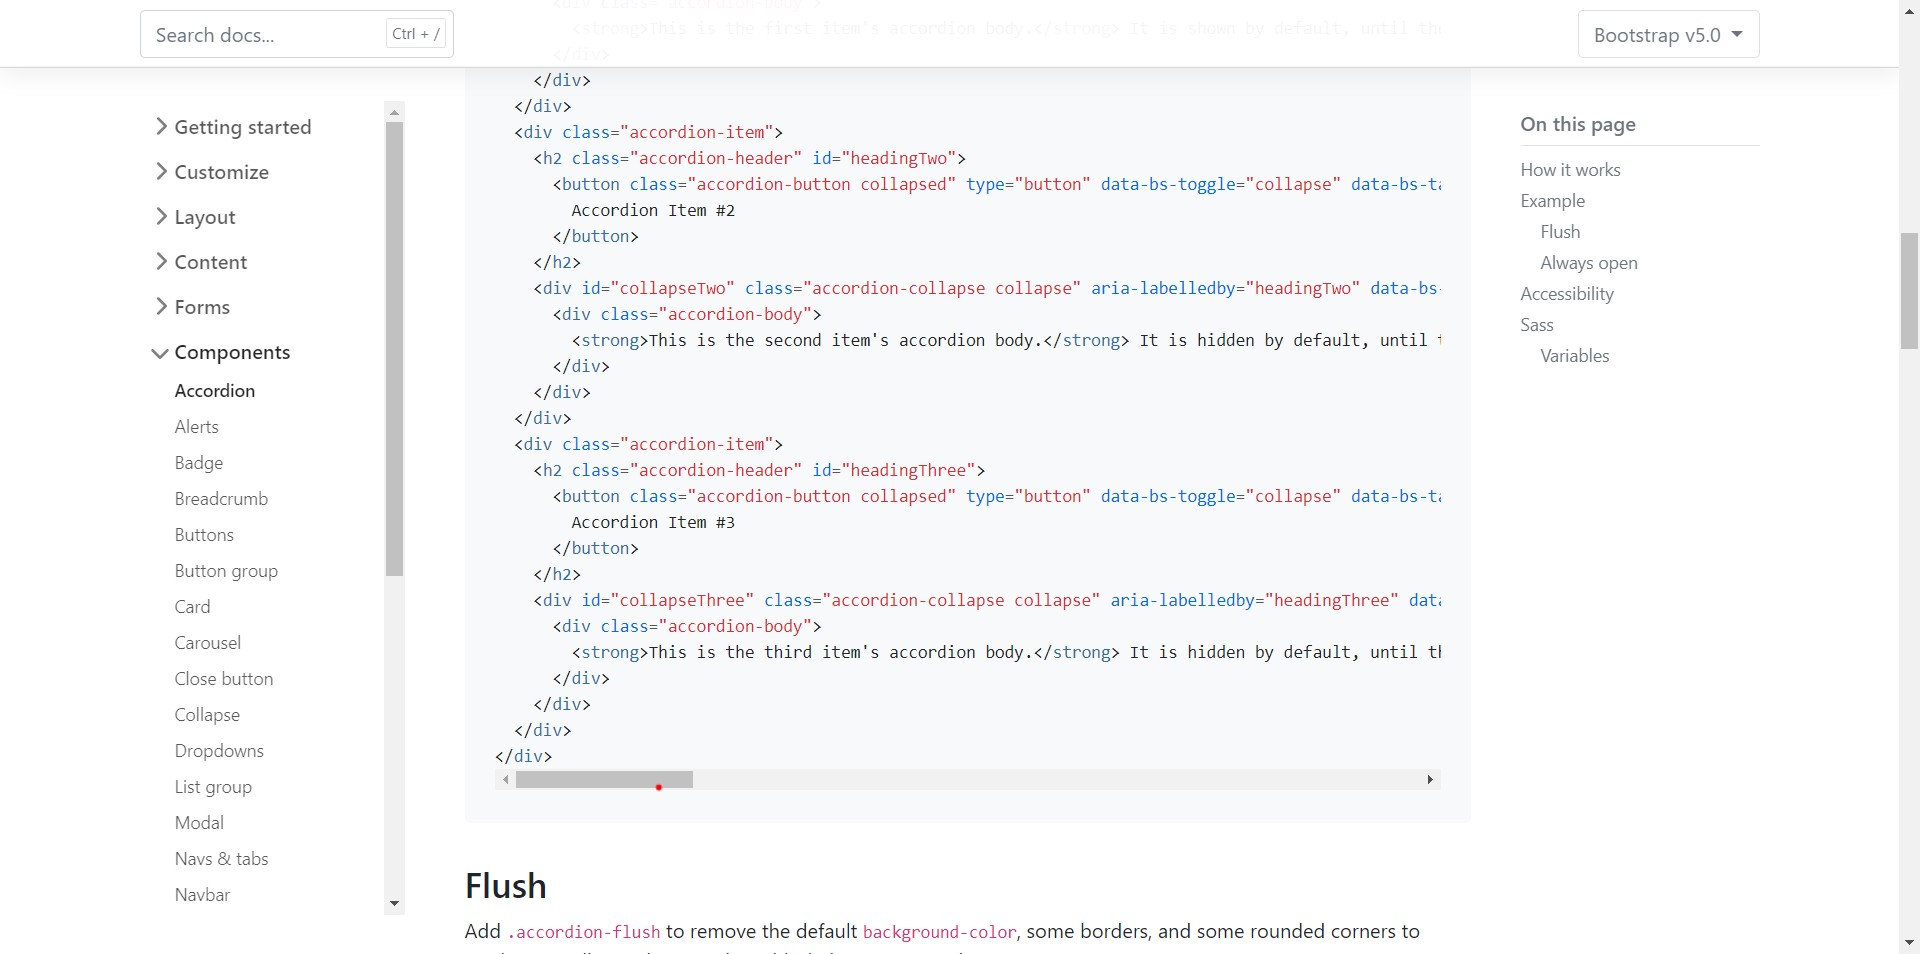 Search docs...
Ctrl + /
Bootstrap v5.0
Getting started
Customize
Layout
Content
Forms
Components
Accordion
Alerts
Badge
Breadcrumb
Buttons
Button group
Card
Carousel
Close button
Collapse
Dropdowns
List group
Modal
Navs & tabs
Navbar
<div class="accordion-body">
<strong>This is the first item's accordion body.</strong> It is shown by default, until the
</div>
</div>
</div>
<div class="accordion-item">
<h2 class="accordion-header" id="headingTwo">
<button class="accordion-button collapsed" type="button" data-bs-toggle="collapse" data-bs-ta
Accordion Item #2
</button>
</h2>
<div id="collapseTwo" class="accordion-collapse collapse" aria-labelledby="headingTwo" data-bs-
<div class="accordion-body">
<strong>This is the second item's accordion body.</strong> It is hidden by default, until t
</div>
</div>
</div>
<div class="accordion-item">
<h2 class="accordion-header" id="headingThree">
<button class="accordion-button collapsed" type="button" data-bs-toggle="collapse" data-bs-ta
Accordion Item #3
</button>
</h2>
<div id="collapseThree" class="accordion-collapse collapse" aria-labelledby="headingThree" data
<div class="accordion-body">
<strong>This is the third item's accordion body.</strong> It is hidden by default, until th
</div>
</div>
</div>
</div>
Flush
Add .accordion-flush to remove the default background-color, some borders, and some rounded corners to
On this page
How it works
Example
Flush
Always open
Accessibility
Sass
Variables